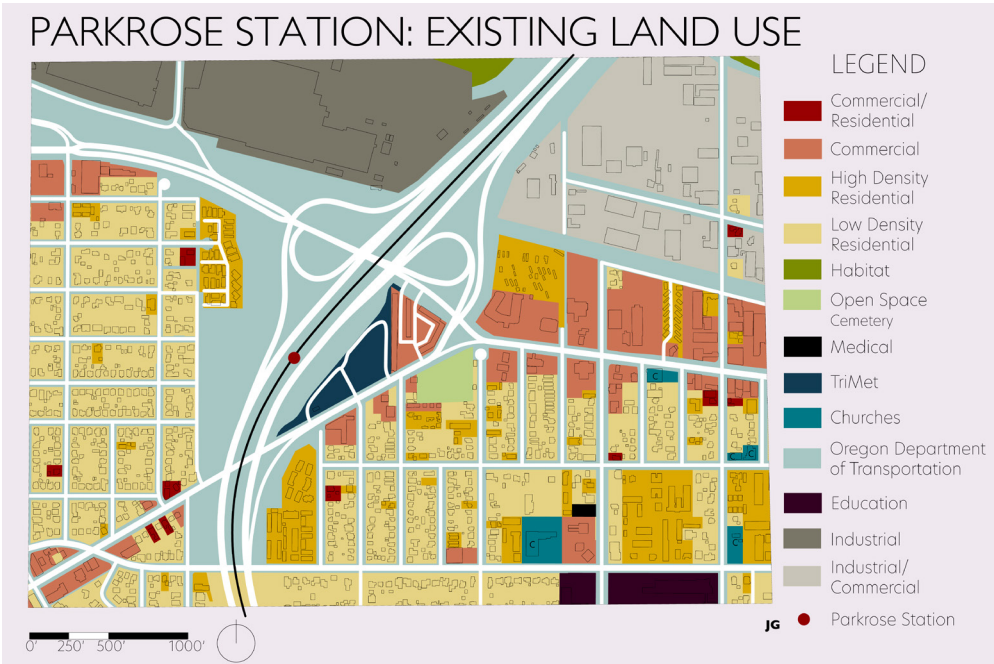 PARKROSE STATION: EXISTING LAND USE
LEGEND
Commercial/
Residential
Commercial
High Density
Residential
Low Density
Residential
Habitat
Open Space
Cemetery
Medical
TriMet
Churches
Oregon Department
of Transportation
Education
Industrial
Industrial/
Commercial
Parkrose Station
C
C
C
C
C
JG
0' 250' 500' 1000'